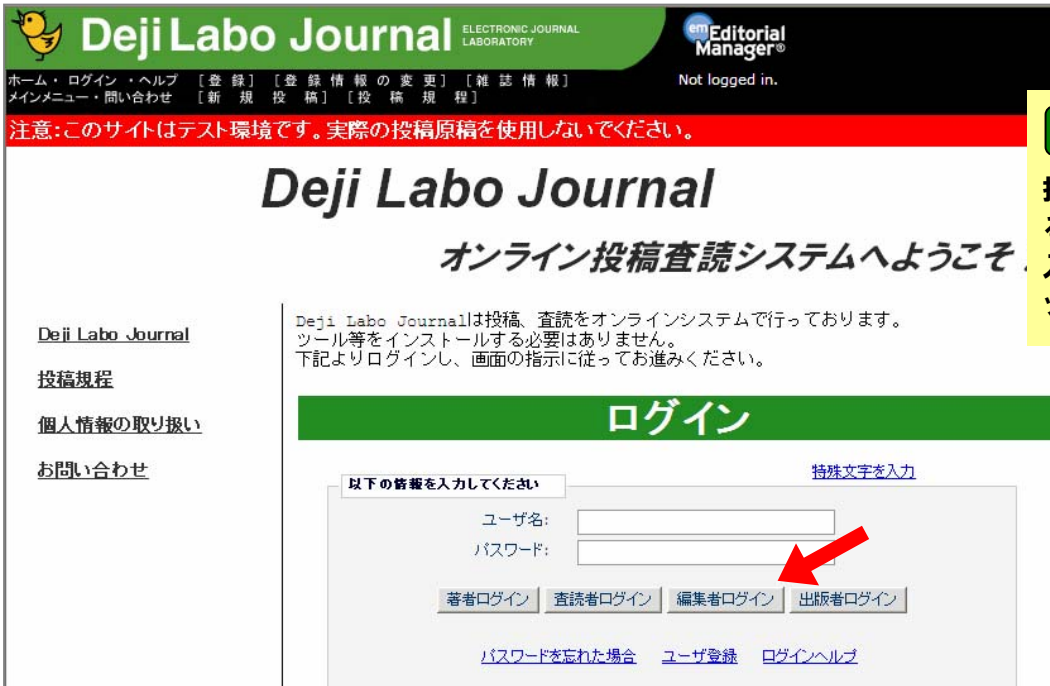 Deji Labo Journal ELECTRONIC JOURNAL LABORATORY
em Editorial Manager®
ホーム・ ログイン ・ヘルプ [登 録] [登 録 情 報 の 変 更] [雑 誌 情 報]
メインメニュー・問い合わせ [新 規 投 稿] [投 稿 規 程]
Not logged in.
注意:このサイトはテスト環境です。実際の投稿原稿を使用しないでください。
Deji Labo Journal
オンライン投稿査読システムへようこそ
Deji Labo Journal
投稿規程
個人情報の取り扱い
お問い合わせ
Deji Labo Journalは投稿、査読をオンラインシステムで行っております。
ツール等をインストールする必要はありません。
下記よりログインし、画面の指示に従ってお進みください。
ログイン
特殊文字を入力
以下の情報を入力してください
ユーザ名:
パスワード:
著者ログイン 査読者ログイン 編集者ログイン 出版者ログイン
パスワードを忘れた場合 ユーザ登録 ログインヘルプ